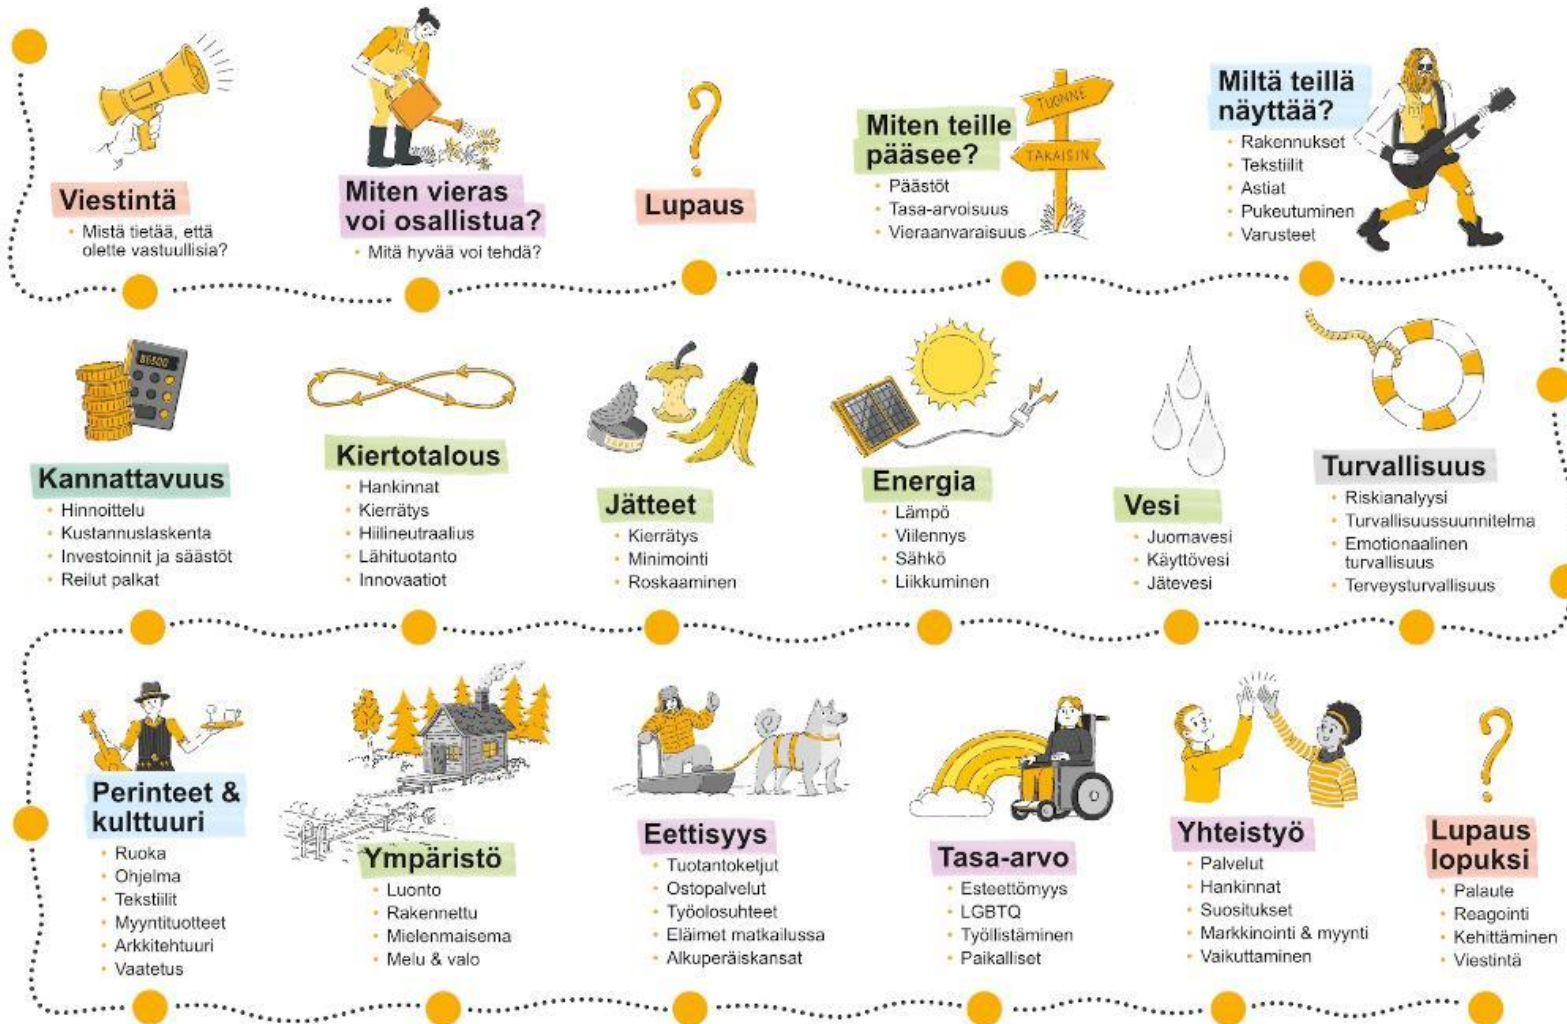 Viestintä
• Mistä tietää, että
olette vastuullisia?
Miten vieras
voi osallistua?
• Mitä hyvää voi tehdä?
?
Lupaus
Miten teille
pääsee?
• Päästöt
• Tasa-arvoisuus
• Vieraanvaraisuus
TUONNE
TAKAISIN
Miltä teillä
näyttää?
• Rakennukset
• Tekstiilit
• Astiat
• Pukeutuminen
• Varusteet
Kannattavuus
• Hinnoittelu
• Kustannuslaskenta
• Investoinnit ja säästöt
• Reilut palkat
Kiertotalous
• Hankinnat
• Kierrätys
• Hiilineutraalius
• Lähituotanto
• Innovaatiot
Jätteet
• Kierrätys
• Minimointi
• Roskaaminen
Energia
• Lämpö
• Viilennys
• Sähkö
• Liikkuminen
Vesi
• Juomavesi
• Käyttövesi
• Jätevesi
Turvallisuus
• Riskianalyysi
• Turvallisuussuunnitelma
• Emotionaalinen
turvallisuus
• Terveysturvallisuus
Perinteet &
kulttuuri
• Ruoka
• Ohjelma
• Tekstiilit
• Myyntituotteet
• Arkkitehtuuri
• Vaatetus
Ympäristö
• Luonto
• Rakennettu
• Mielenmaisema
• Melu & valo
Eettisyys
• Tuotantoketjut
• Ostopalvelut
• Työolosuhteet
• Eläimet matkailussa
• Alkuperäiskansat
Tasa-arvo
• Esteettömyys
• LGBTQ
• Työllistäminen
• Paikalliset
Yhteistyö
• Palvelut
• Hankinnat
• Suositukset
• Markkinointi & myynti
• Vaikuttaminen
?
Lupaus
lopuksi
• Palaute
• Reagointi
• Kehittäminen
• Viestintä